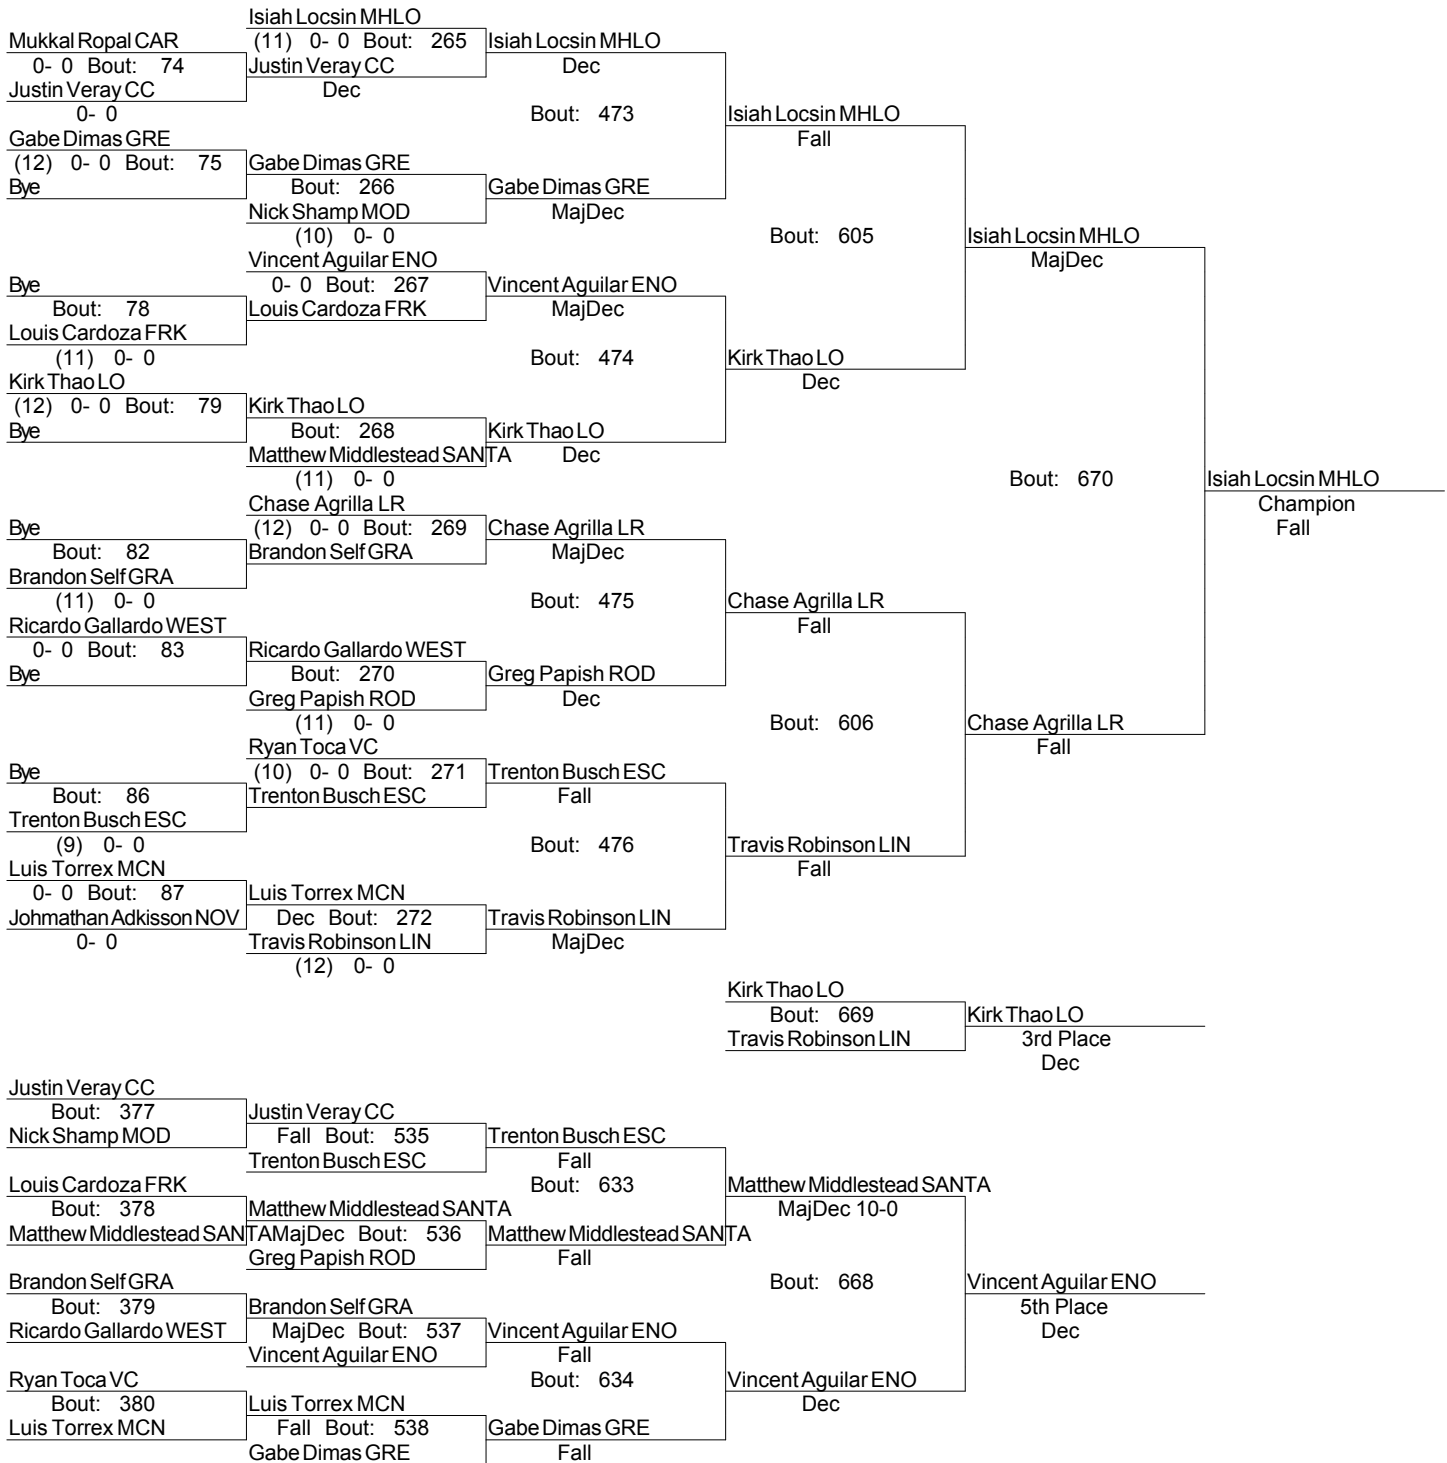 Isiah Locsin MHLO
Mukkal Ropal CAR (11) 0- 0 Bout: 265 Isiah Locsin MHLO
0- 0 Bout: 74 Justin Veray CC Dec
Justin Veray CC Dec
0- 0 Bout: 473 Isiah Locsin MHLO
Gabe Dimas GRE Fall
(12) 0- 0 Bout: 75 Gabe Dimas GRE
Bye Bout: 266 Gabe Dimas GRE
Nick Shamp MOD MajDec
(10) 0- 0 Bout: 605 Isiah Locsin MHLO
Vincent Aguilar ENO MajDec
Bye 0- 0 Bout: 267 Vincent Aguilar ENO
Bout: 78 Louis Cardoza FRK MajDec
Louis Cardoza FRK
(11) 0- 0 Bout: 474 Kirk Thao LO
Kirk Thao LO Dec
(12) 0- 0 Bout: 79 Kirk Thao LO
Bye Bout: 268 Kirk Thao LO
Matthew Middlestead SANTA Dec
(11) 0- 0 Bout: 670 Isiah Locsin MHLO
Chase Agrilla LR Champion
Bye (12) 0- 0 Bout: 269 Chase Agrilla LR Fall
Bout: 82 Brandon Self GRA MajDec
Brandon Self GRA
(11) 0- 0 Bout: 475 Chase Agrilla LR
Ricardo Gallardo WEST Fall
0- 0 Bout: 83 Ricardo Gallardo WEST
Bye Bout: 270 Greg Papish ROD
Greg Papish ROD Dec
(11) 0- 0 Bout: 606 Chase Agrilla LR
Ryan Toca VC Fall
Bye (10) 0- 0 Bout: 271 Trenton Busch ESC
Bout: 86 Trenton Busch ESC Fall
Trenton Busch ESC
(9) 0- 0 Bout: 476 Travis Robinson LIN
Luis Torrex MCN Fall
0- 0 Bout: 87 Luis Torrex MCN
Johmathan Adkisson NOV Dec Bout: 272 Travis Robinson LIN
0- 0 Travis Robinson LIN MajDec
(12) 0- 0
Kirk Thao LO
Bout: 669 Kirk Thao LO
Travis Robinson LIN 3rd Place
Dec
Justin Veray CC
Bout: 377 Justin Veray CC
Nick Shamp MOD Fall Bout: 535 Trenton Busch ESC
Trenton Busch ESC Fall
Louis Cardoza FRK Bout: 633 Matthew Middlestead SANTA
Bout: 378 Matthew Middlestead SANTA MajDec 10-0
Matthew Middlestead SANTA MajDec Bout: 536 Matthew Middlestead SANTA
Greg Papish ROD Fall
Brandon Self GRA Bout: 668 Vincent Aguilar ENO
Bout: 379 Brandon Self GRA 5th Place
Ricardo Gallardo WEST MajDec Bout: 537 Vincent Aguilar ENO Dec
Vincent Aguilar ENO Fall
Ryan Toca VC Bout: 634 Vincent Aguilar ENO
Bout: 380 Luis Torrex MCN Dec
Luis Torrex MCN Fall Bout: 538 Gabe Dimas GRE
Gabe Dimas GRE Fall